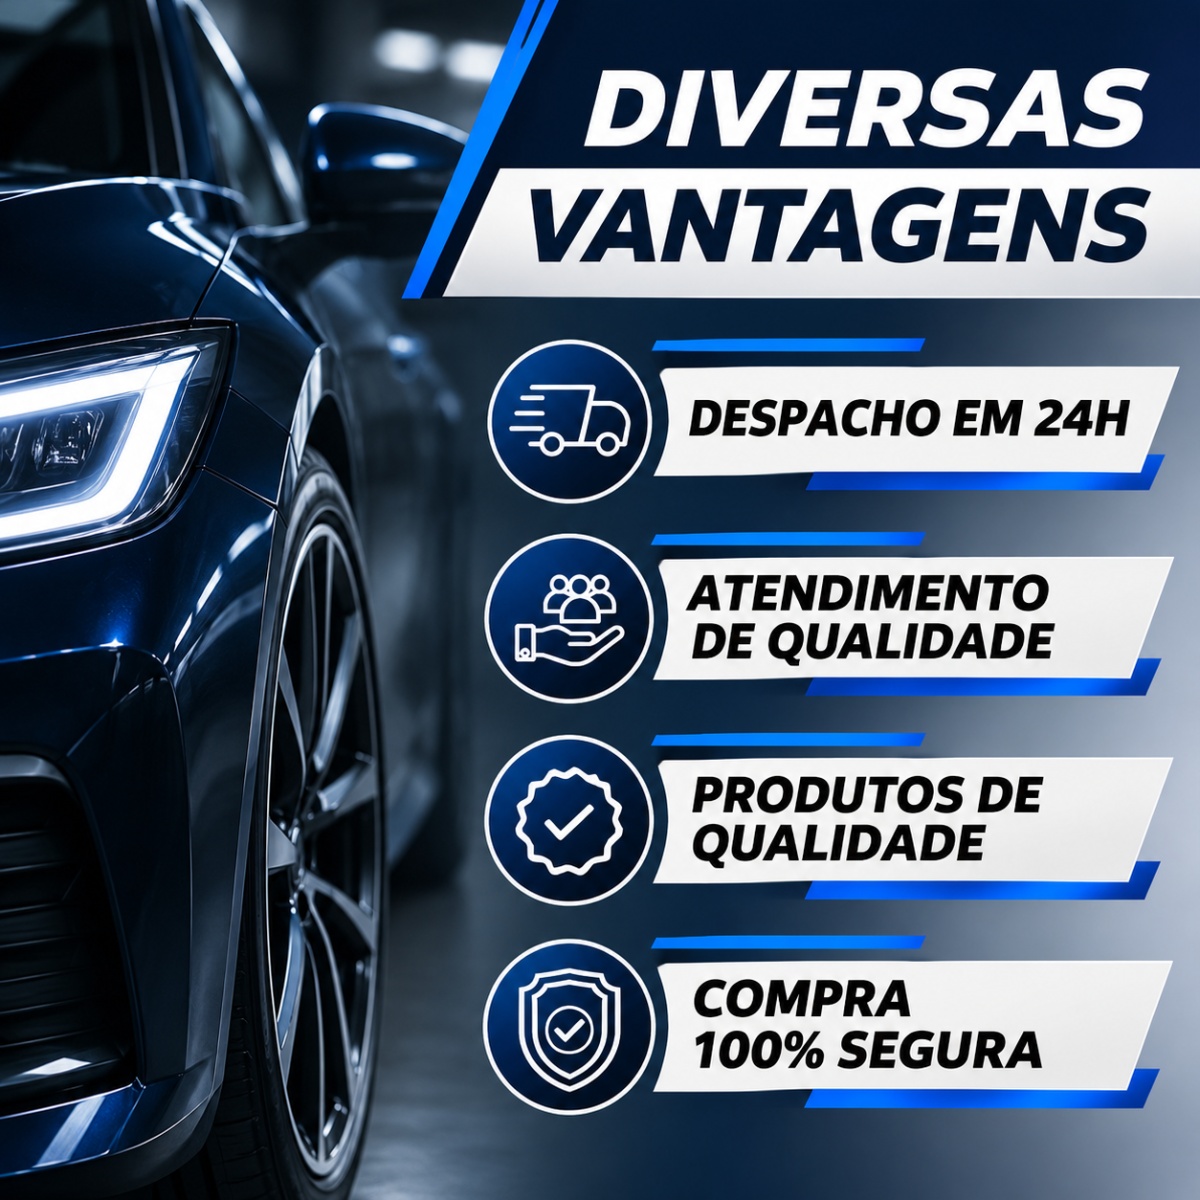 DIVERSAS
VANTAGENS
DESPACHO EM 24H
ATENDIMENTO
DE QUALIDADE
PRODUTOS DE
QUALIDADE
COMPRA
100% SEGURA